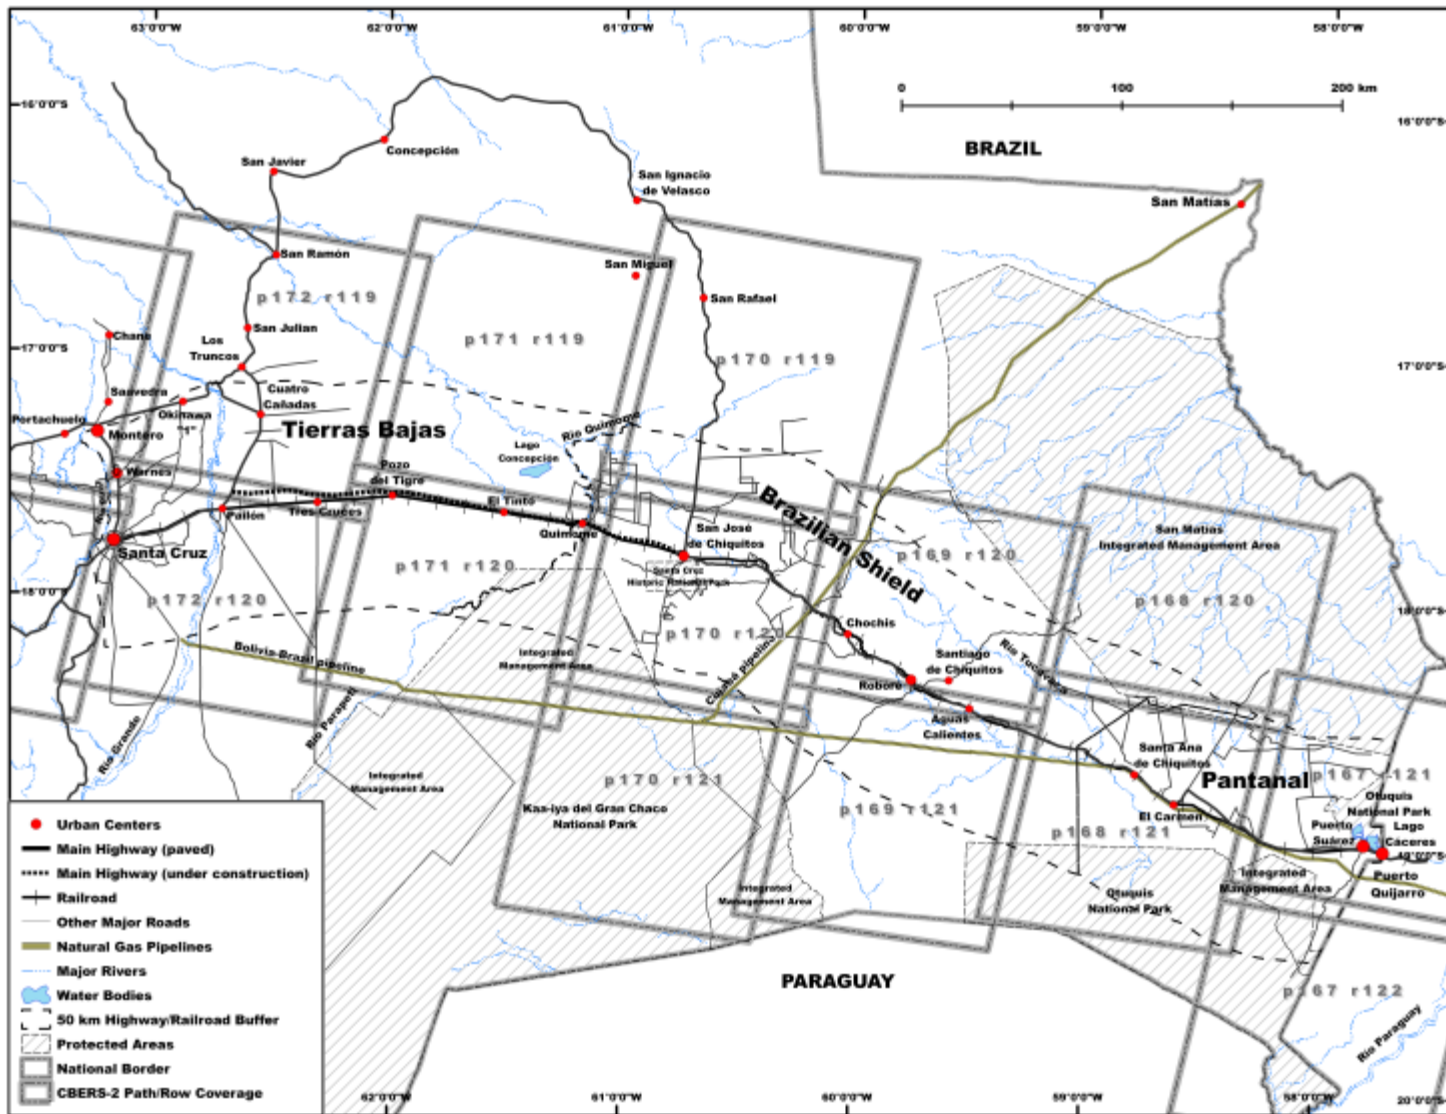 63°0'0"W
62°0'0"W
61°0'0"W
60°0'0"W
59°0'0"W
58°0'0"W
0
100
200 km
16°0'0"S
16°0'0"S
BRAZIL
Concepción
San Javier
San Ignacio
de Velasco
San Matías
San Ramón
San Miguel
San Rafael
p172 r119
San Julian
p171 r119
p170 r119
Chane
Los
Truncos
17°0'0"S
17°0'0"S
Saavedra
Cuatro
Cañadas
Portachuelo
Okinawa
"1"
Montero
Tierras Bajas
Rio Quimome
Lago
Concepción
Warnes
Pozo
del Tigre
Pailón
Tres Cruces
El Tinto
Quimome
San José
de Chiquitos
Brazilian Shield
San Matias
Integrated Management Area
Santa Cruz
p171 r120
Santa Cruz
Historic National Park
p169 r120
p172 r120
18°0'0"S
18°0'0"S
p168 r120
p170 r120
Chochis
Bolivia-Brazil pipeline
Integrated
Management Area
Cuiabá pipeline
Santiago
de Chiquitos
Rio Tucavaca
Roboré
Aguas
Calientes
Rio Grande
Rio Parapetí
Santa Ana
de Chiquitos
Integrated
Management Area
p170 r121
Pantanal
p167 r121
Kaa-iya del Gran Chaco
National Park
p169 r121
Otuquis
National Park
El Carmen
Puerto
Suárez
Lago
Cáceres
p168 r121
Puerto
Quijarro
Integrated
Management Area
Integrated
Management Area
Otuquis
National Park
PARAGUAY
p167 r122
Rio Paraguay
Urban Centers
Main Highway (paved)
Main Highway (under construction)
Railroad
Other Major Roads
Natural Gas Pipelines
Major Rivers
Water Bodies
50 km Highway/Railroad Buffer
Protected Areas
National Border
CBERS-2 Path/Row Coverage
62°0'0"W
61°0'0"W
60°0'0"W
59°0'0"W
58°0'0"W
20°0'0"S